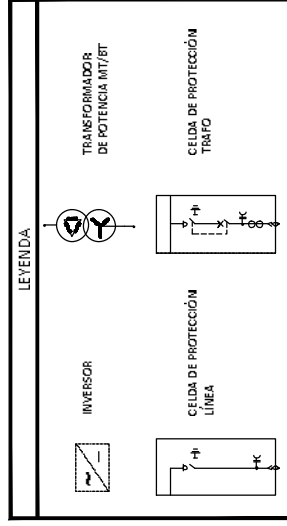 LEYENDA
INVERSOR
TRANSFORMADOR
DE POTENCIA MT/BT
CELDA DE PROTECCIÓN
LÍNEA
CELDA DE PROTECCIÓN
TRAFO